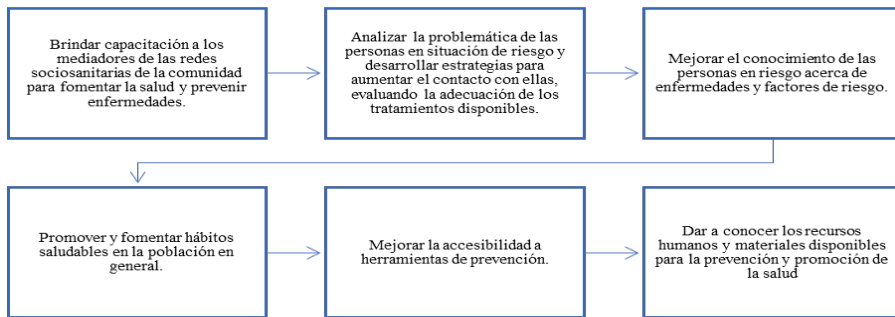 Brindar capacitación a los
mediadores de las redes
sociosanitarias de la comunidad
para fomentar la salud y prevenir
enfermedades.
Analizar la problemática de las
personas en situación de riesgo y
desarrollar estrategias para
aumentar el contacto con ellas,
evaluando la adecuación de los
tratamientos disponibles.
Mejorar el conocimiento de las
personas en riesgo acerca de
enfermedades y factores de riesgo.
Promover y fomentar hábitos
saludables en la población en
general.
Mejorar la accesibilidad a
herramientas de prevención.
Dar a conocer los recursos
humanos y materiales disponibles
para la prevención y promoción de
la salud